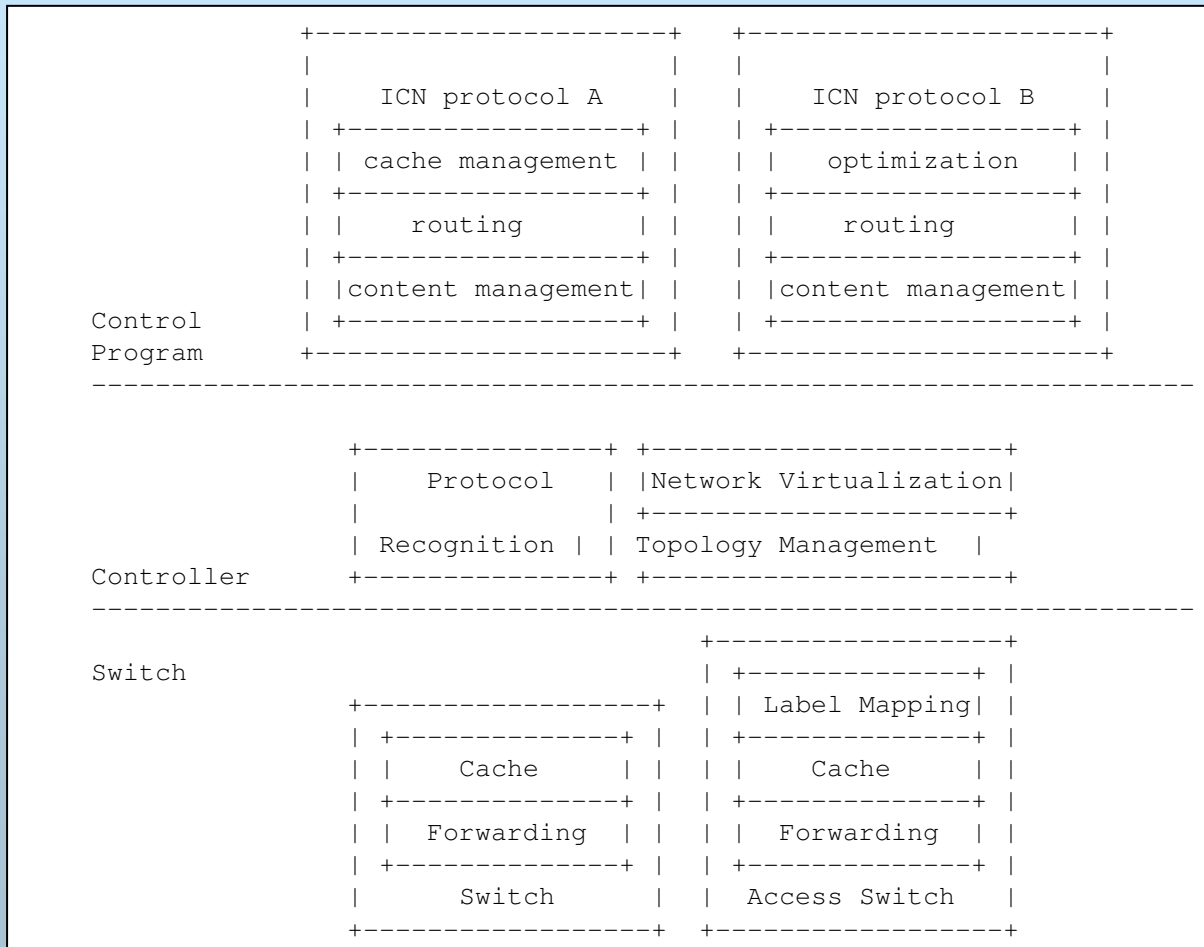 ICN protocol A ICN protocol B
cache management optimization
routing routing
content management content management
Control
Program
Protocol Network Virtualization
Recognition Topology Management
Controller
Switch
Label Mapping
Cache Cache
Forwarding Forwarding
Switch Access Switch